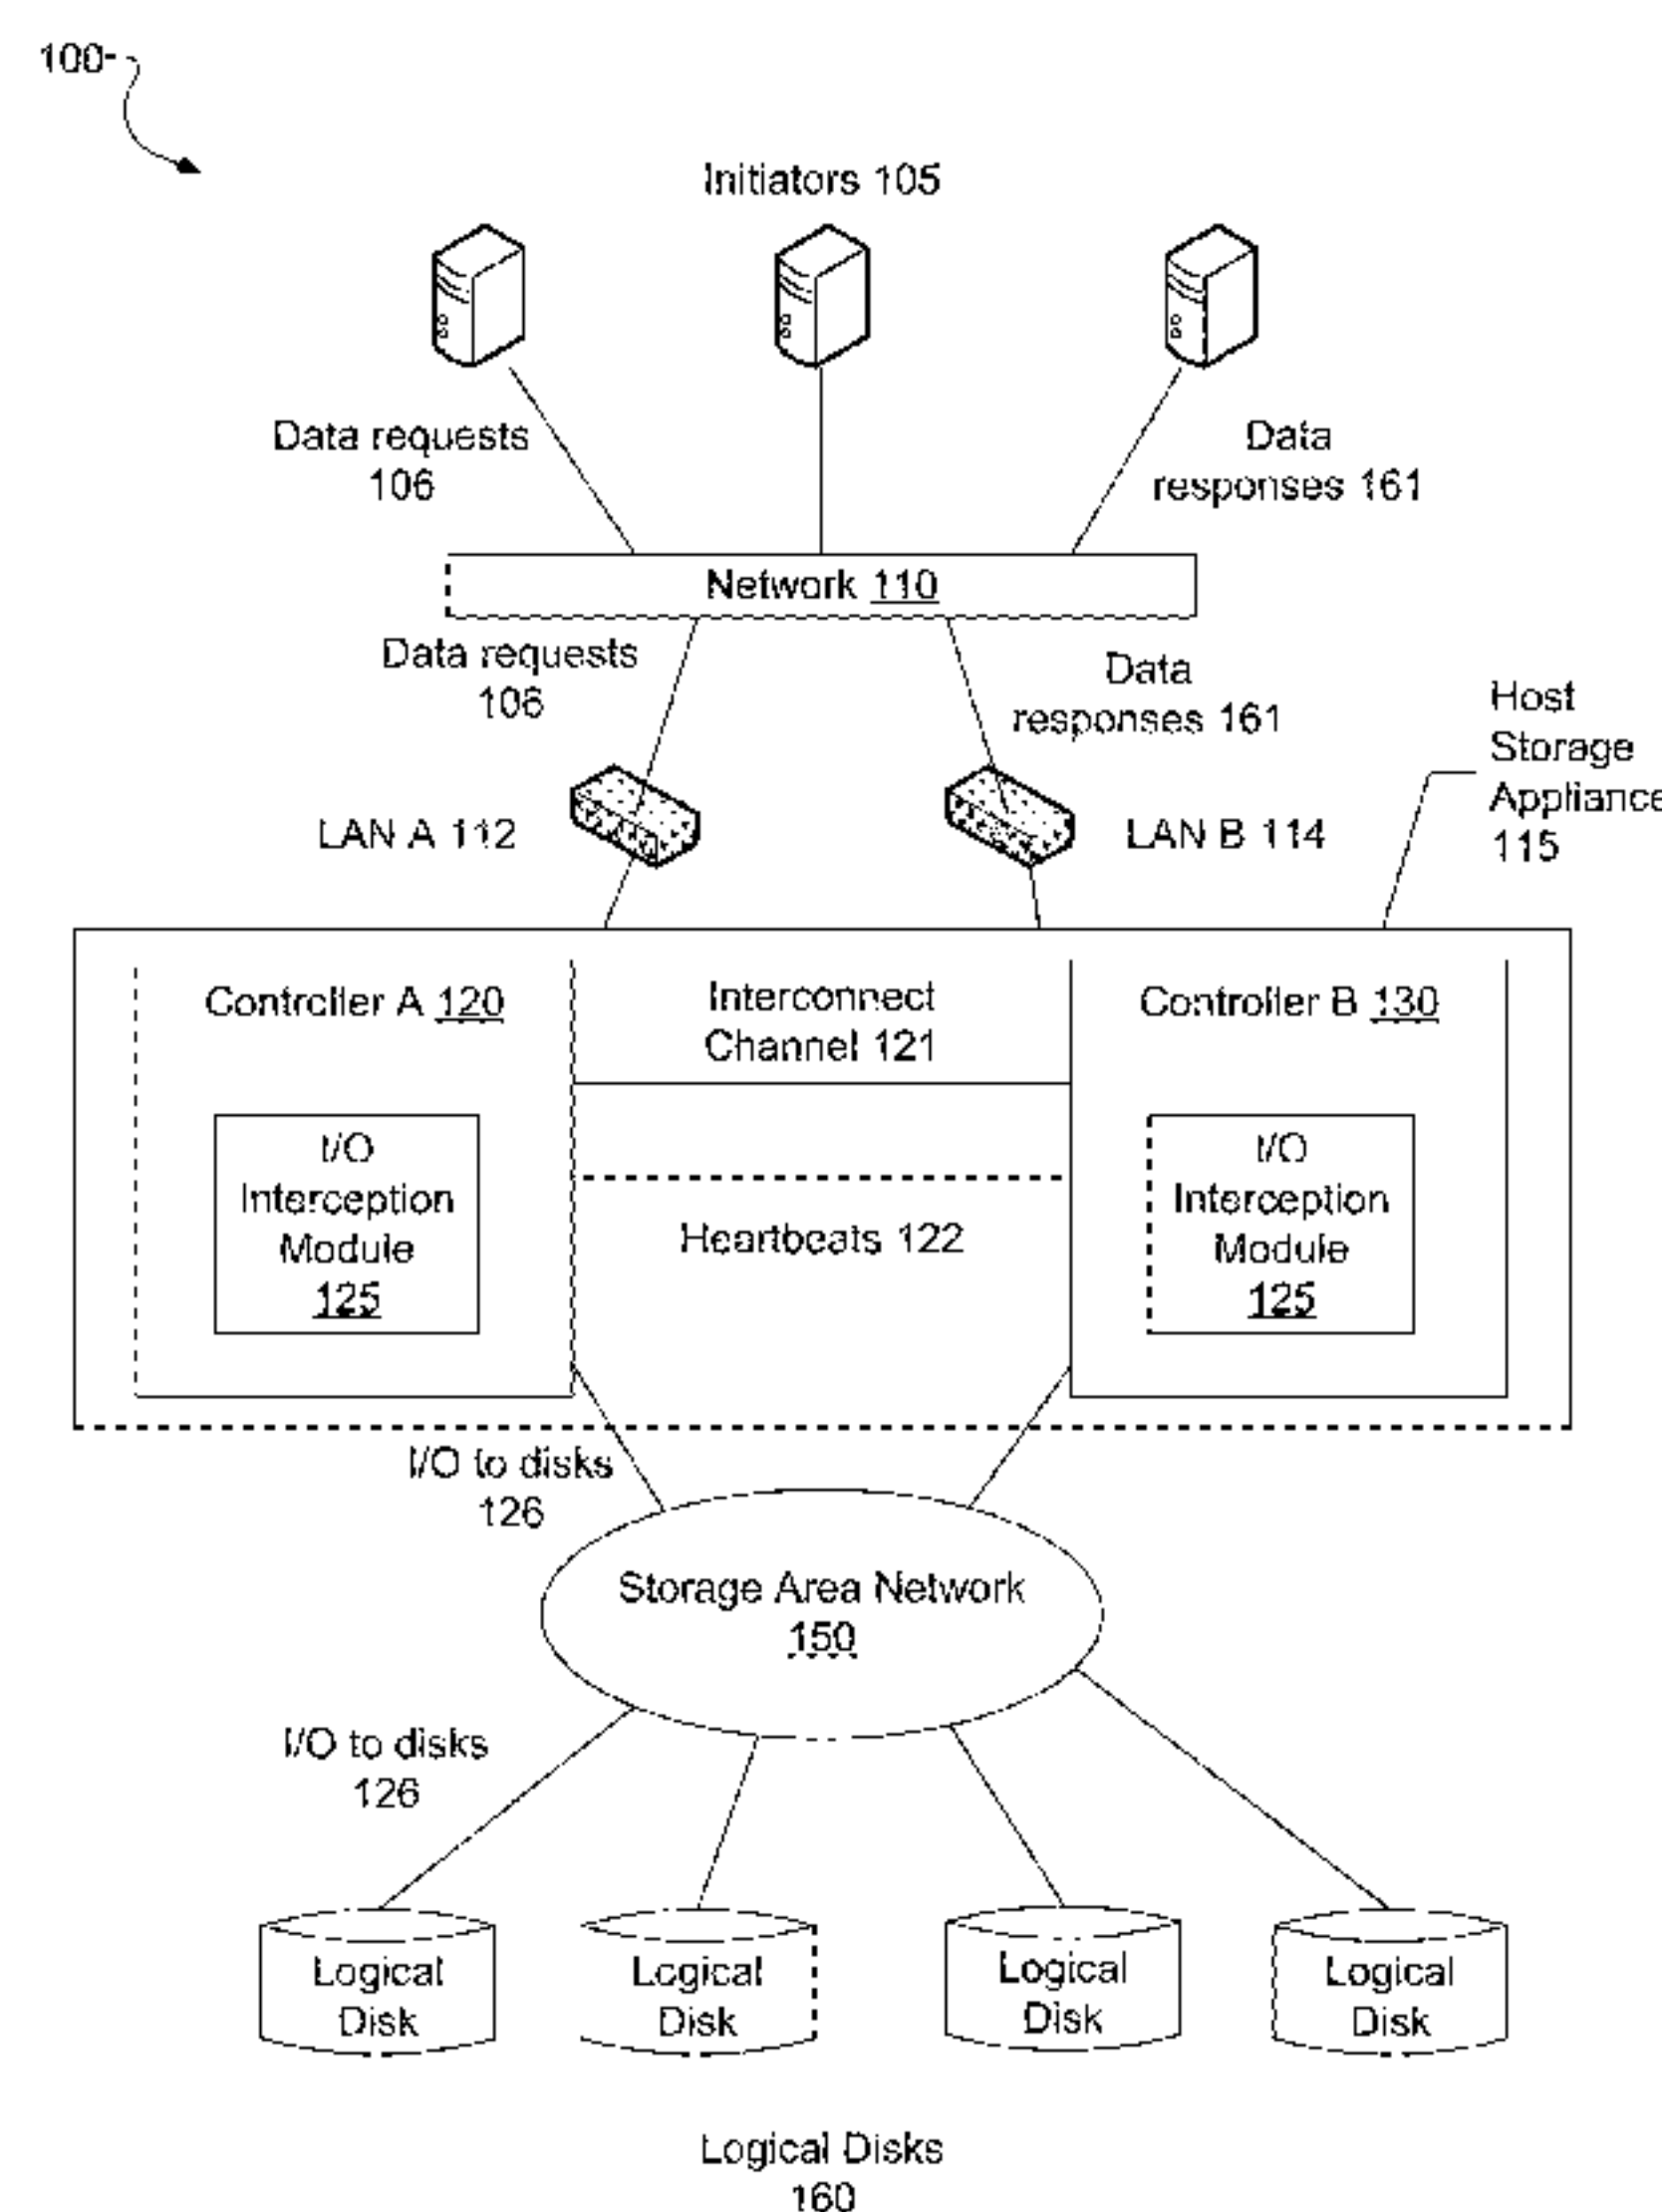 100
Initiators 105
Data requests
106
Data
responses 161
Network 110
Data requests
106
Data
responses 161
Host
Storage
Appliance
115
LAN A 112
LAN B 114
Controller A 120
Interconnect
Channel 121
Controller B 130
I/O
Interception
Module
125
Heartbeats 122
I/O
Interception
Module
125
I/O to disks
126
Storage Area Network
150
I/O to disks
126
Logical
Disk
Logical
Disk
Logical
Disk
Logical
Disk
Logical Disks
160